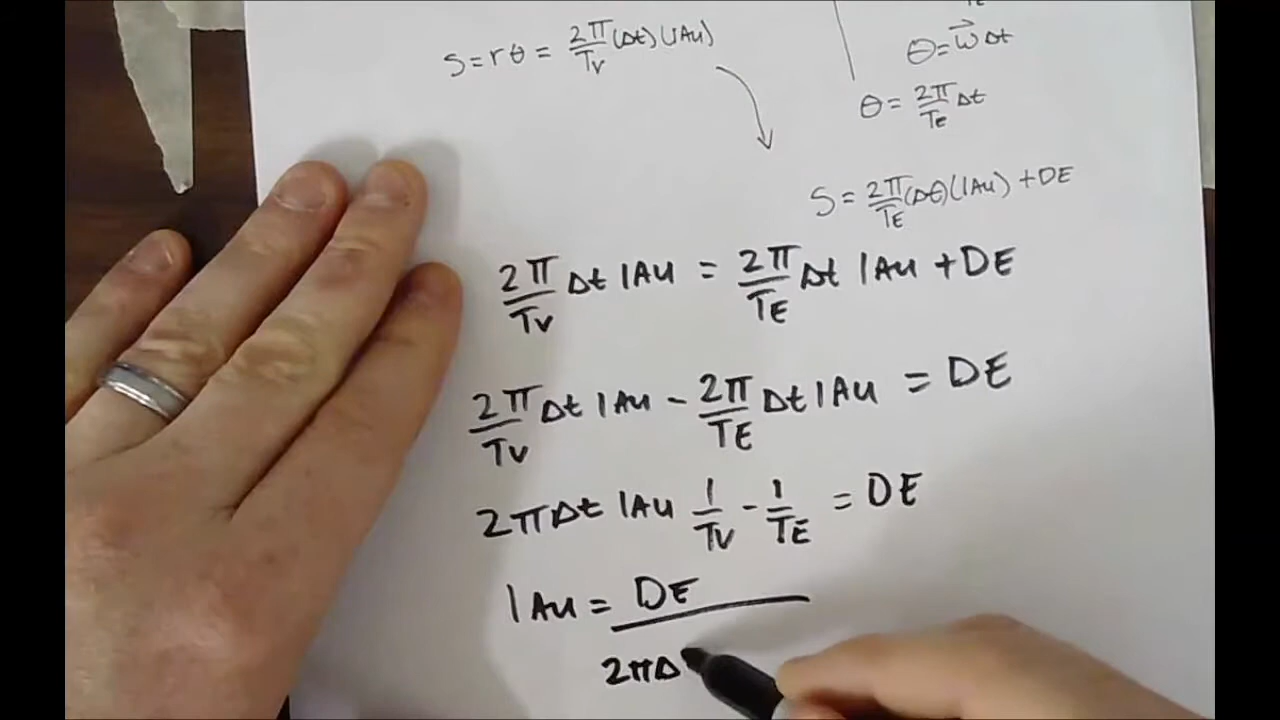 S = rθ = 2π/Tv (Δt)(1AU)
θ = ω⃗ Δt
θ = 2π/TE Δt
S = 2π/TE (Δθ)(1AU) + DE
2π/Tv Δt 1AU = 2π/TE Δt 1AU + DE
2π/Tv Δt 1AU - 2π/TE Δt 1AU = DE
2πΔt 1AU 1/Tv - 1/TE = DE
1AU = DE
2πΔ